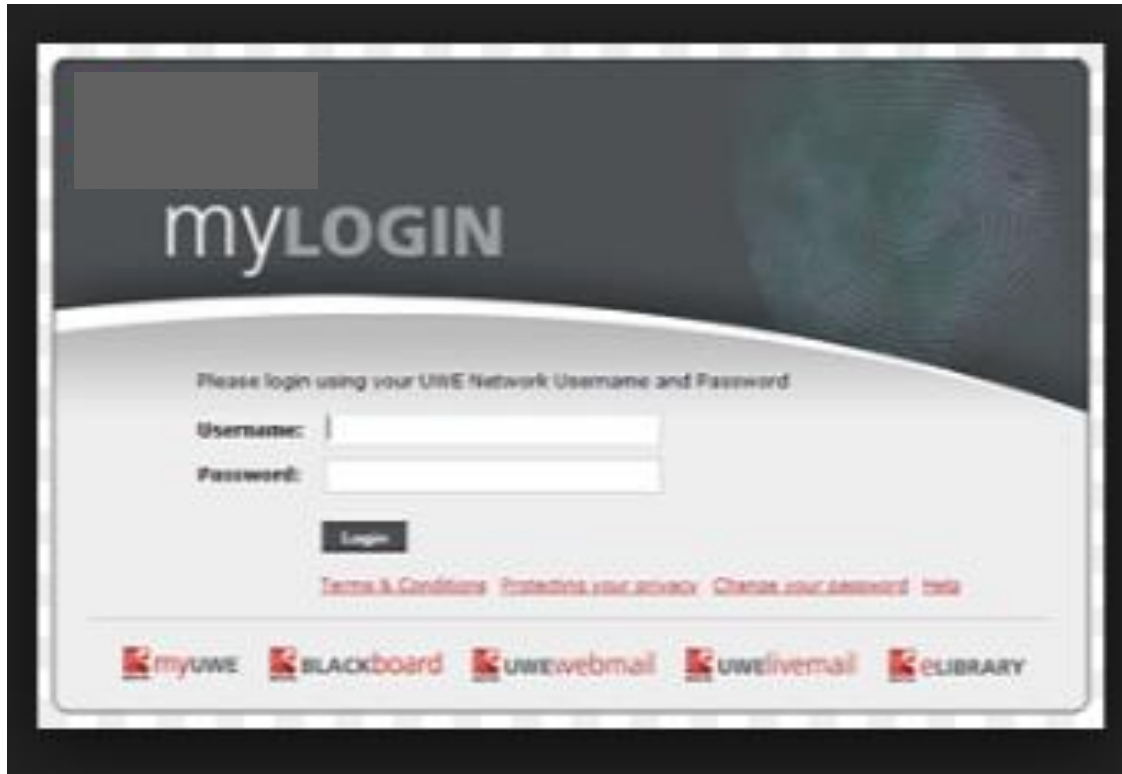 myLOGIN
Please login using your UWE Network Username and Password
Username:
Password:
Login
Terms & Conditions Protecting your privacy Change your password Help
myUWE BLACKboard UWEwebmail UWElivemail eLIBRARY